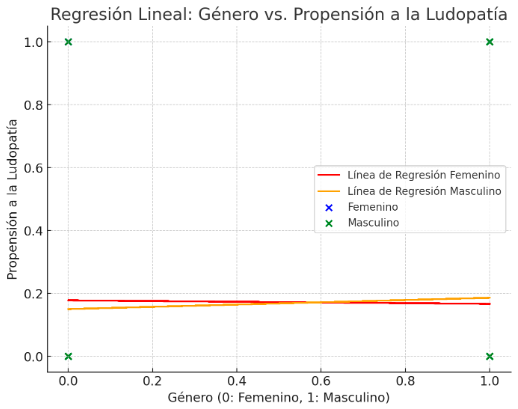 Regresión Lineal: Género vs. Propensión a la Ludopatía
Propensión a la Ludopatía
1.0
0.8
0.6
0.4
0.2
0.0
Línea de Regresión Femenino
Línea de Regresión Masculino
Femenino
Masculino
0.0 0.2 0.4 0.6 0.8 1.0
Género (0: Femenino, 1: Masculino)